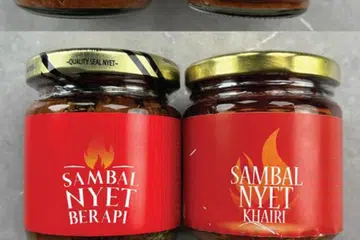 -QUALITY SEAL NYET-
SAMBAL
NYET
BERAPI
SAMBAL
NYET
KHAIRI